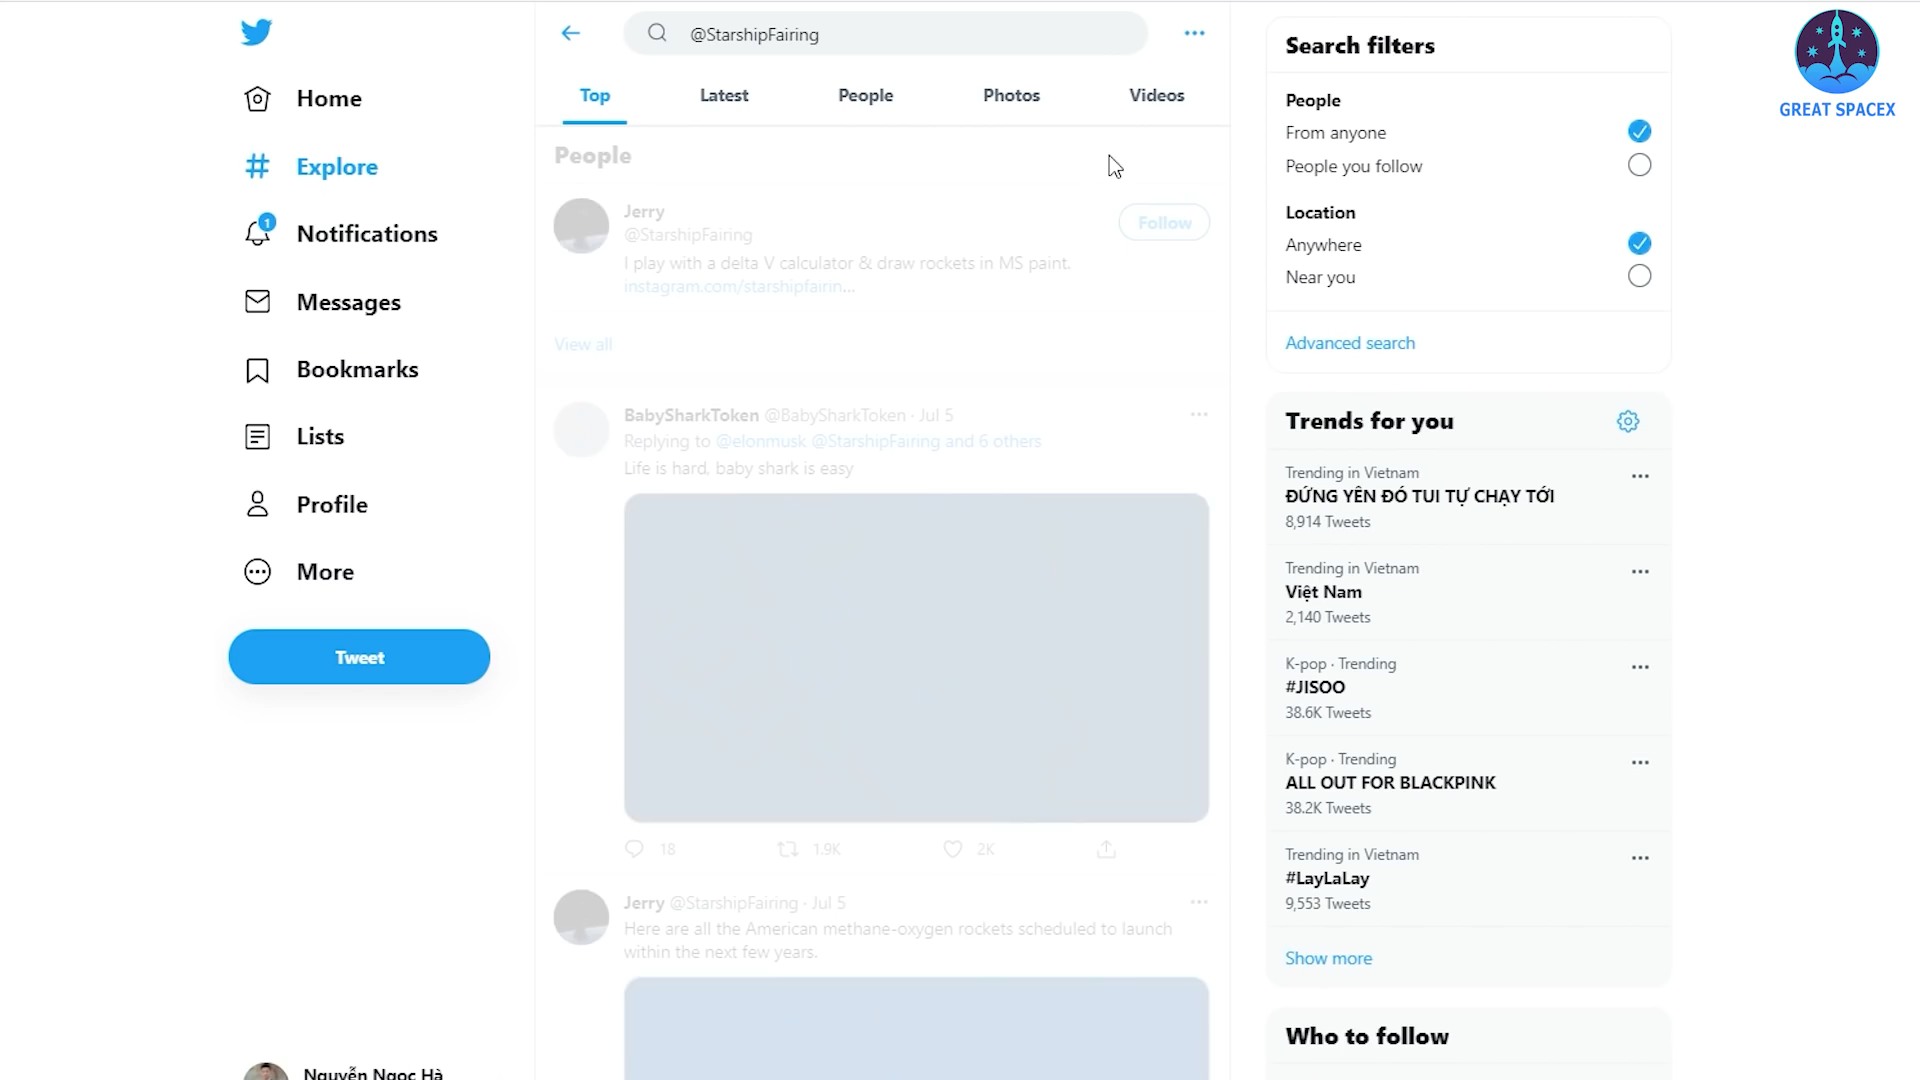 Home
Explore
1
Notifications
Messages
Bookmarks
Lists
Profile
More
Tweet
Nguyễn Ngọc Hà
@StarshipFairing
Top
Latest
People
Photos
Videos
People
Jerry
@StarshipFairing
Follow
I play with a delta V calculator & draw rockets in MS paint.
instagram.com/starshipfairin...
View all
BabySharkToken @BabySharkToken · Jul 5
Replying to @elonmusk @StarshipFairing and 6 others
Life is hard, baby shark is easy
18
1.9K
2K
Jerry @StarshipFairing · Jul 5
Here are all the American methane-oxygen rockets scheduled to launch
within the next few years.
Search filters
People
From anyone
People you follow
Location
Anywhere
Near you
Advanced search
Trends for you
Trending in Vietnam
ĐỨNG YÊN ĐÓ TUI TỰ CHẠY TỚI
8,914 Tweets
Trending in Vietnam
Việt Nam
2,140 Tweets
K-pop · Trending
#JISOO
38.6K Tweets
K-pop · Trending
ALL OUT FOR BLACKPINK
38.2K Tweets
Trending in Vietnam
#LayLaLay
9,553 Tweets
Show more
Who to follow
GREAT SPACEX